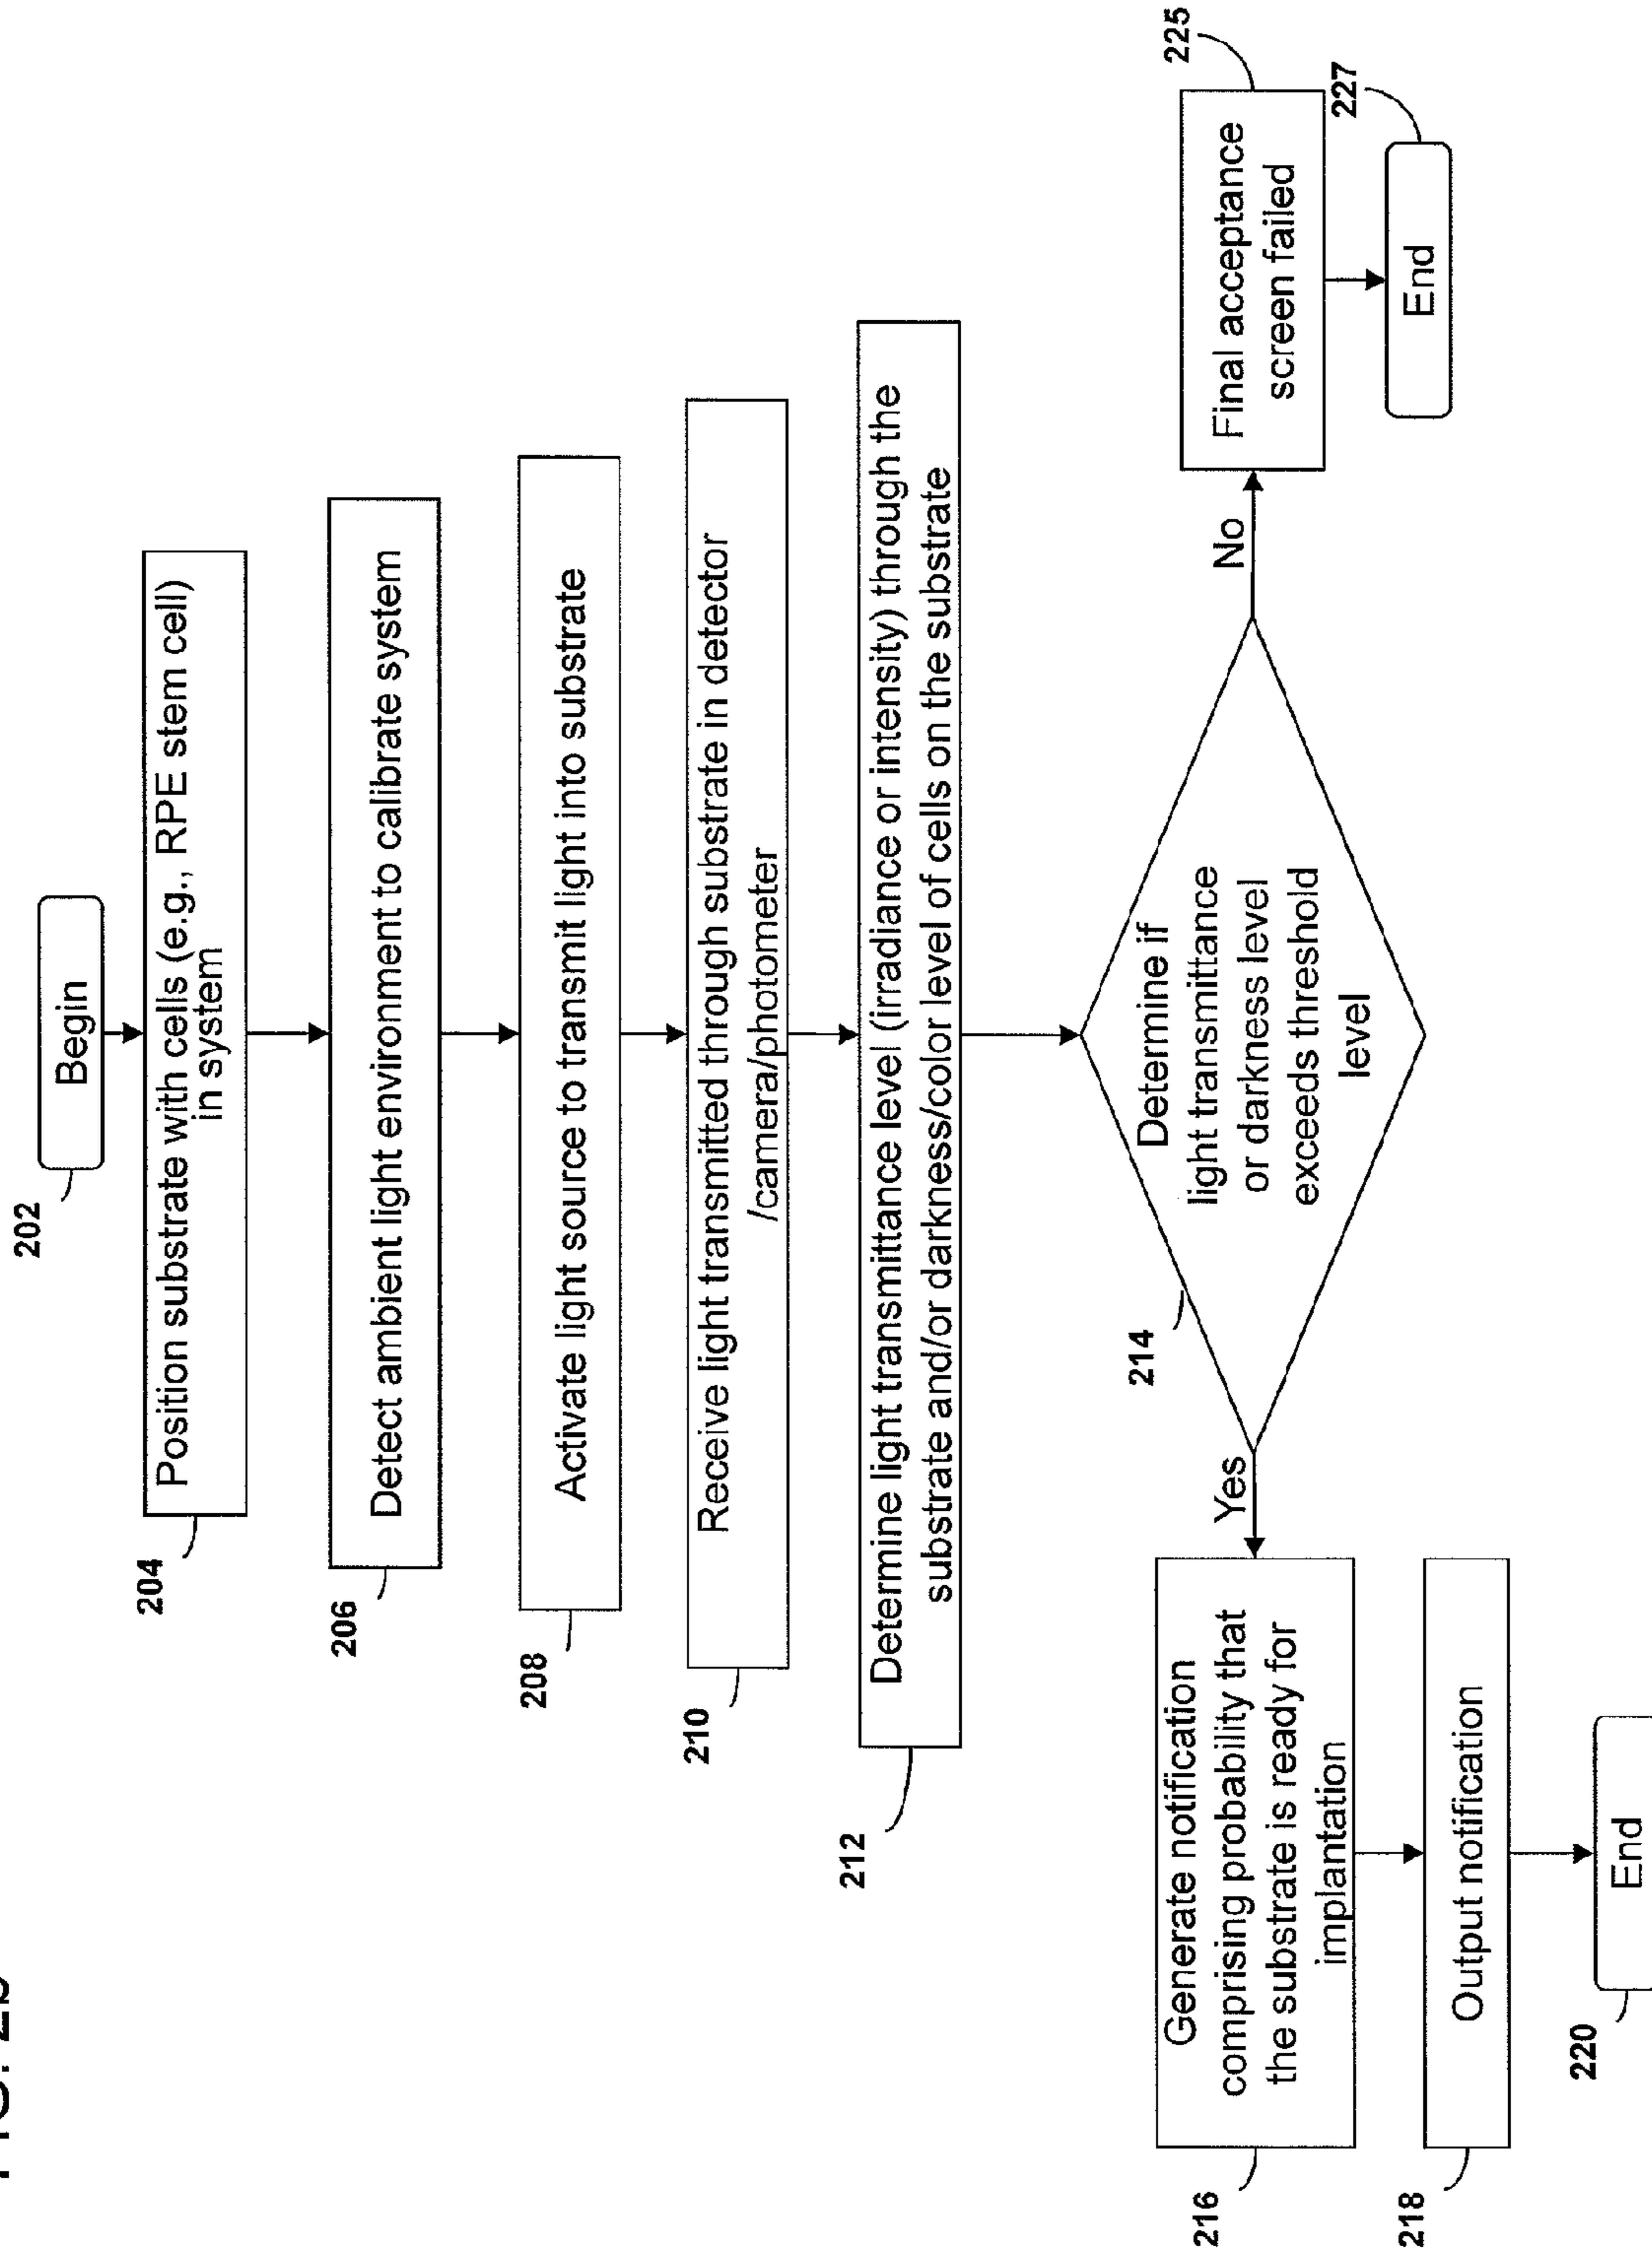 202
Begin
204
Position substrate with cells (e.g., RPE stem cell)
in system
206
Detect ambient light environment to calibrate system
208
Activate light source to transmit light into substrate
210
Receive light transmitted through substrate in detector
/camera/photometer
212
Determine light transmittance level (irradiance or intensity) through the
substrate and/or darkness/color level of cells on the substrate
214
Determine if
light transmittance
or darkness level
exceeds threshold
level
Yes
No
216
Generate notification
comprising probability that
the substrate is ready for
implantation
225
Final acceptance
screen failed
218
Output notification
227
End
220
End